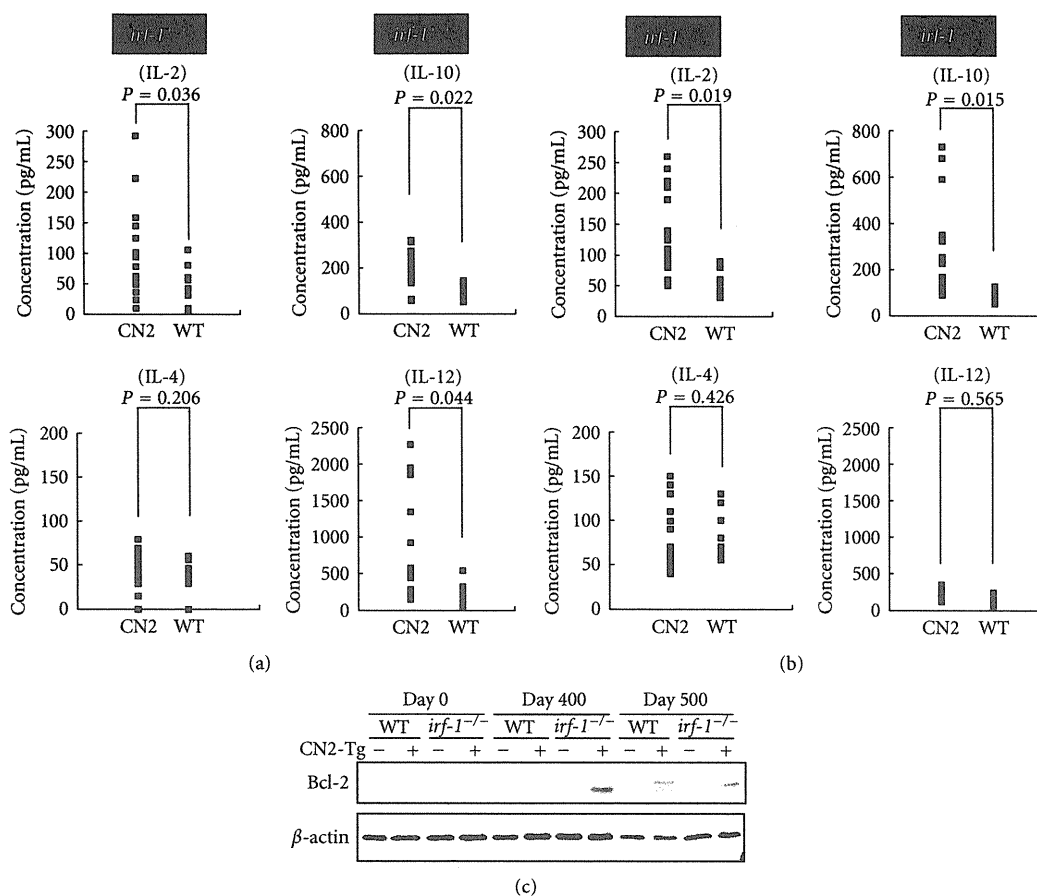 irf-1 irf-1 irf-1 irf-1
(IL-2) (IL-10) (IL-2) (IL-10)
P = 0.036 P = 0.022 P = 0.019 P = 0.015
Concentration (pg/mL) Concentration (pg/mL) Concentration (pg/mL) Concentration (pg/mL)
300 800 300 800
250 600 250 600
200 400 200 400
150 200 150 200
100 0 100 0
50 50
0 0
CN2 WT CN2 WT CN2 WT CN2 WT
(IL-4) (IL-12) (IL-4) (IL-12)
P = 0.206 P = 0.044 P = 0.426 P = 0.565
Concentration (pg/mL) Concentration (pg/mL) Concentration (pg/mL) Concentration (pg/mL)
200 2500 200 2500
150 2000 150 2000
100 1500 100 1500
50 1000 50 1000
0 500 0 500
0 0
CN2 WT CN2 WT CN2 WT CN2 WT
(a) (b)
Day 0 Day 400 Day 500
WT irf-1−/− WT irf-1−/− WT irf-1−/−
CN2-Tg − + − + − + − + − + − +
Bcl-2
β-actin
(c)